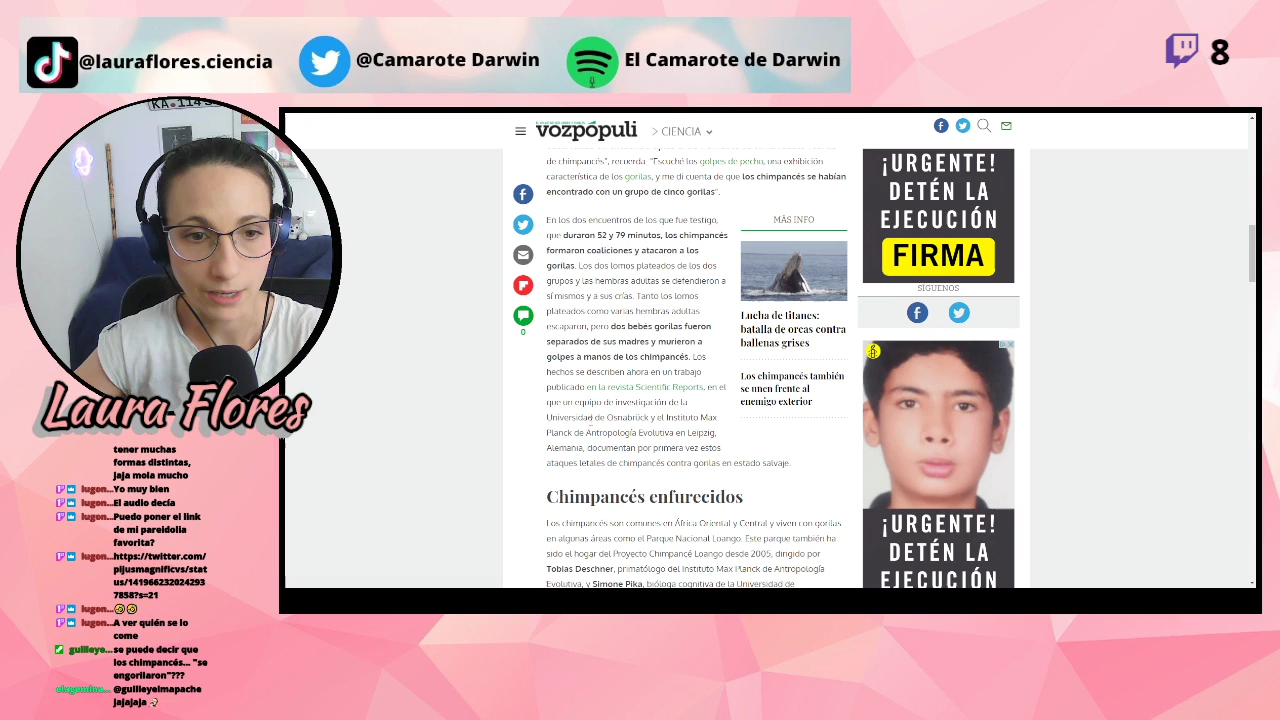 @lauraflores.ciencia
@Camarote Darwin
El Camarote de Darwin
8
vozpópuli
> CIENCIA
de chimpancés", recuerda. "Escuché los golpes de pecho, una exhibición
característica de los gorilas, y me di cuenta de que los chimpancés se habían
encontrado con un grupo de cinco gorilas".
En los dos encuentros de los que fue testigo,
que duraron 52 y 79 minutos, los chimpancés
formaron coaliciones y atacaron a los
gorilas. Los dos lomos plateados de los dos
grupos y las hembras adultas se defendieron a
sí mismos y a sus crías. Tanto los lomos
plateados como varias hembras adultas
escaparon, pero dos bebés gorilas fueron
separados de sus madres y murieron a
golpes a manos de los chimpancés. Los
hechos se describen ahora en un trabajo
publicado en la revista Scientific Reports, en el
que un equipo de investigación de la
Universidad de Osnabrück y el Instituto Max
Planck de Antropología Evolutiva en Leipzig,
Alemania, documentan por primera vez estos
ataques letales de chimpancés contra gorilas en estado salvaje.
0
MÁS INFO
Lucha de titanes:
batalla de orcas contra
ballenas grises
Los chimpancés también
se unen frente al
enemigo exterior
Chimpancés enfurecidos
Los chimpancés son comunes en África Oriental y Central y viven con gorilas
en algunas áreas como el Parque Nacional Loango. Este parque también ha
sido el hogar del Proyecto Chimpancé Loango desde 2005, dirigido por
Tobias Deschner, primatólogo del Instituto Max Planck de Antropología
Evolutiva, y Simone Pika, bióloga cognitiva de la Universidad de
¡URGENTE!
DETÉN LA
EJECUCIÓN
FIRMA
SÍGUENOS
¡URGENTE!
DETÉN LA
EJECUCIÓN
Laura Flores
tener muchas
formas distintas,
jaja mola mucho
lugon...Yo muy bien
lugon...El audio decía
lugon...Puedo poner el link
de mi pareidolia
favorita?
lugon...https://twitter.com/
pijusmagnificvs/stat
us/141966232024293
7858?s=21
lugon...
lugon...A ver quién se lo
come
guilleye...se puede decir que
los chimpancés... "se
engorilaron"???
@guilleyelmapache
jajajaja